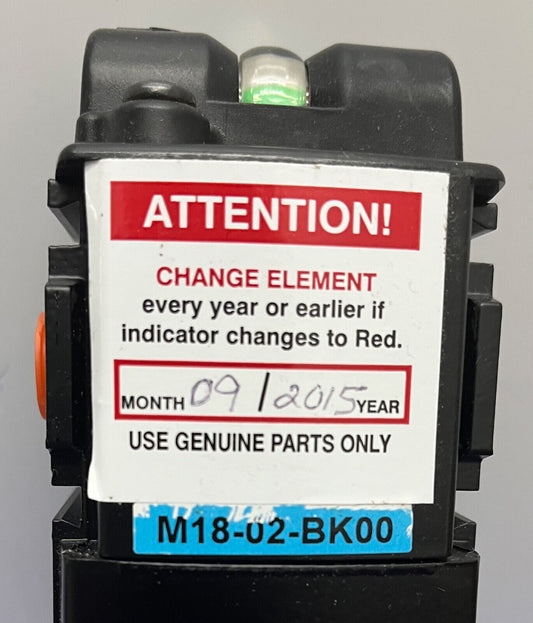 ATTENTION!
CHANGE ELEMENT
every year or earlier if
indicator changes to Red.
MONTH 09 / 2015 YEAR
USE GENUINE PARTS ONLY
M18-02-BK00